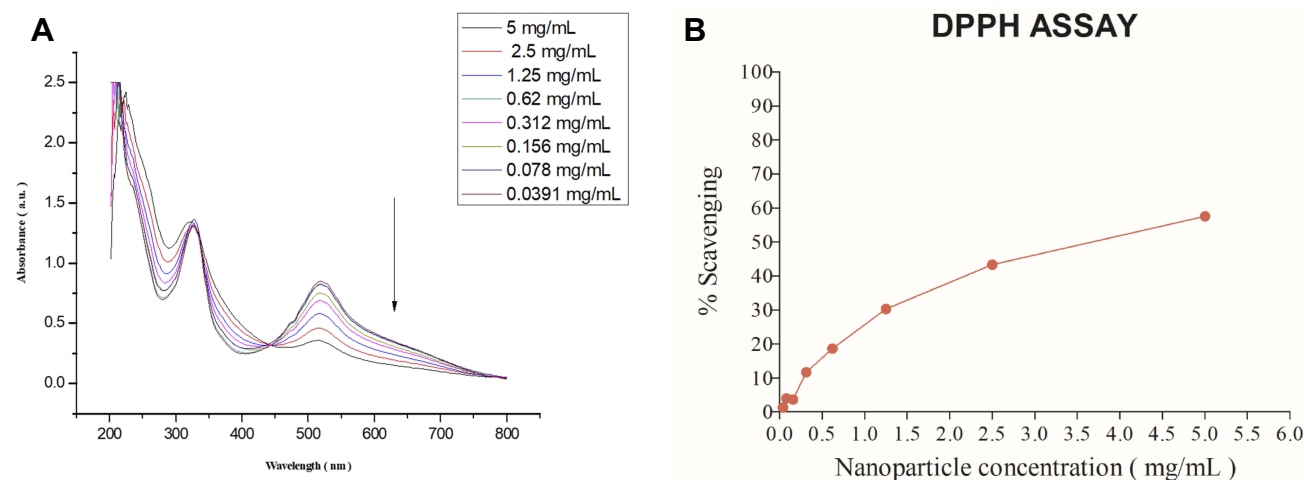 A
5 mg/mL
2.5 mg/mL
1.25 mg/mL
0.62 mg/mL
0.312 mg/mL
0.156 mg/mL
0.078 mg/mL
0.0391 mg/mL
2.5
2.0
1.5
1.0
0.5
0.0
Absorbance ( a.u. )
200 300 400 500 600 700 800
Wavelength ( nm )
B
DPPH ASSAY
100
90
80
70
60
50
40
30
20
10
0
% Scavenging
0.0 0.5 1.0 1.5 2.0 2.5 3.0 3.5 4.0 4.5 5.0 5.5 6.0
Nanoparticle concentration ( mg/mL )